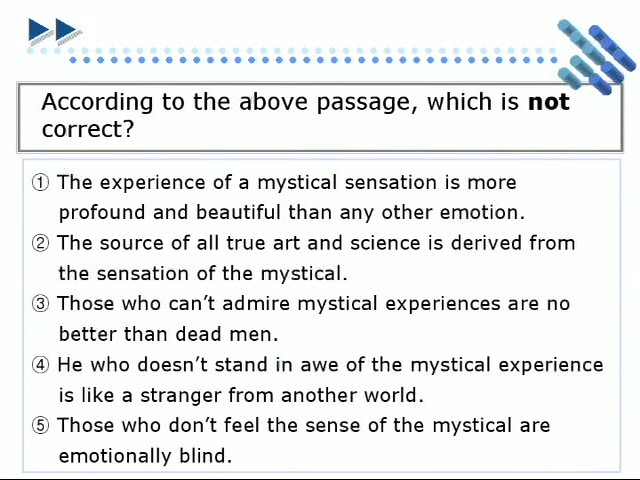 According to the above passage, which is not
correct?
① The experience of a mystical sensation is more
profound and beautiful than any other emotion.
② The source of all true art and science is derived from
the sensation of the mystical.
③ Those who can't admire mystical experiences are no
better than dead men.
④ He who doesn't stand in awe of the mystical experience
is like a stranger from another world.
⑤ Those who don't feel the sense of the mystical are
emotionally blind.